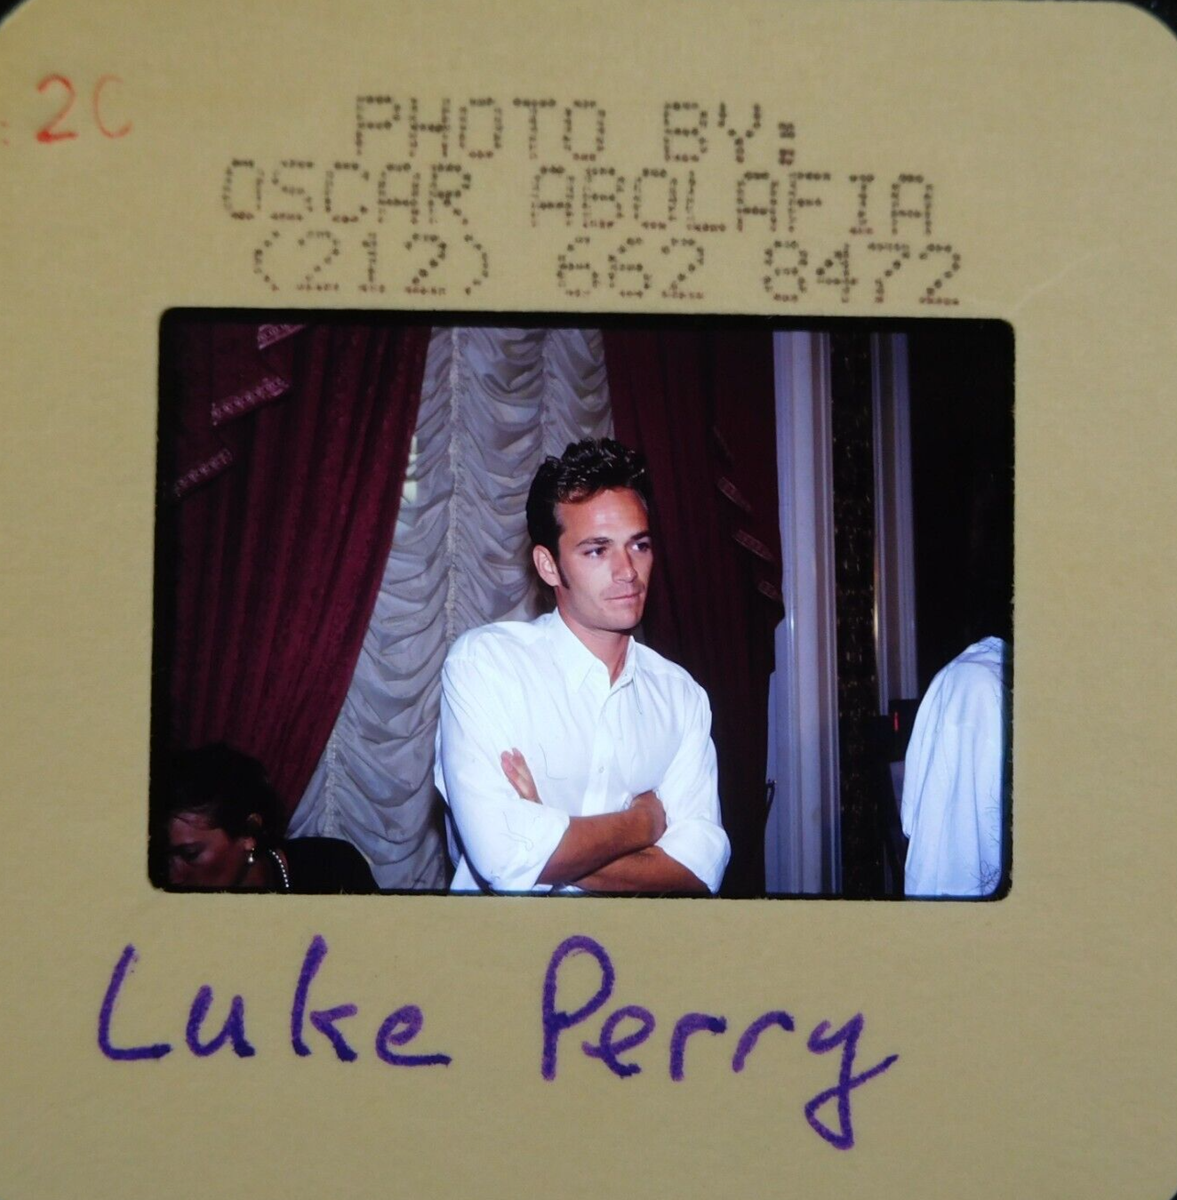 20
PHOTO BY:
OSCAR ABOLAFIA
(212) 662 8472
Luke Perry